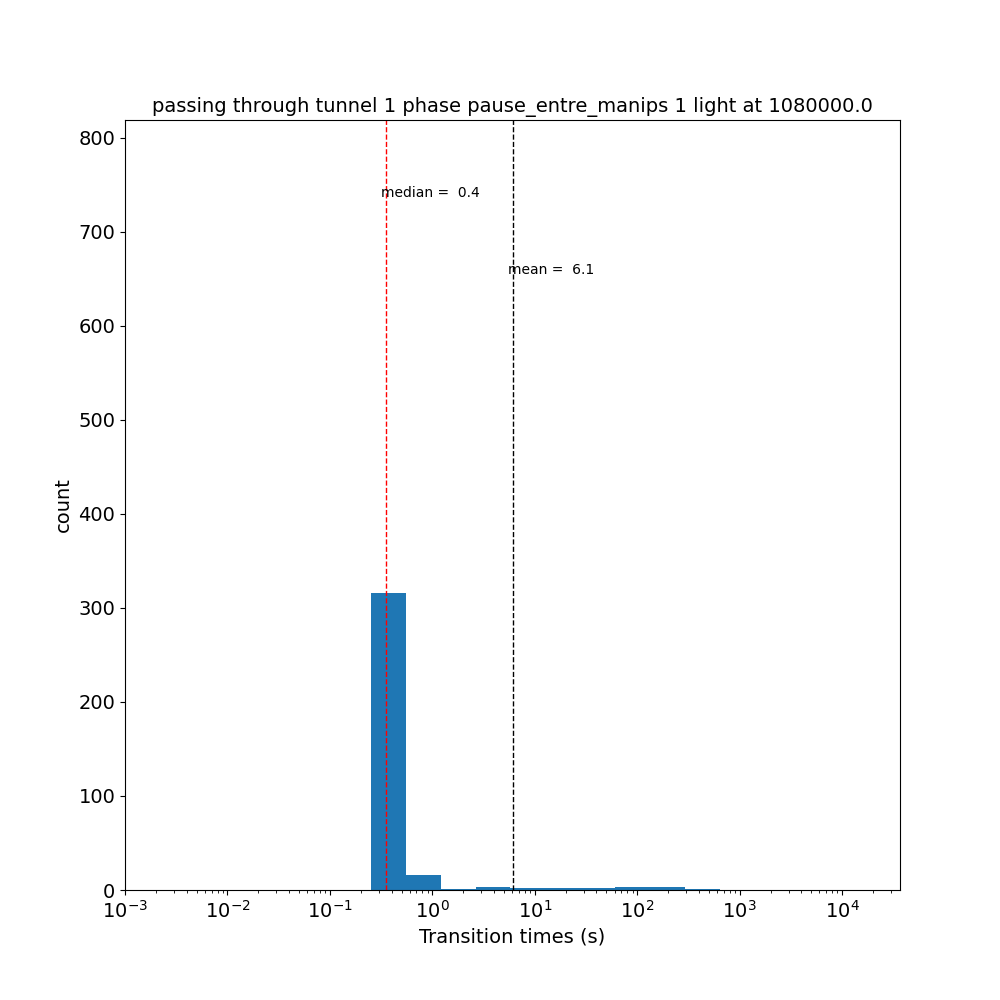 passing through tunnel 1 phase pause_entre_manips 1 light at 1080000.0
800
median =  0.4
700
mean =  6.1
600
500
count
400
300
200
100
0
10⁻³ 10⁻² 10⁻¹ 10⁰ 10¹ 10² 10³ 10⁴
Transition times (s)